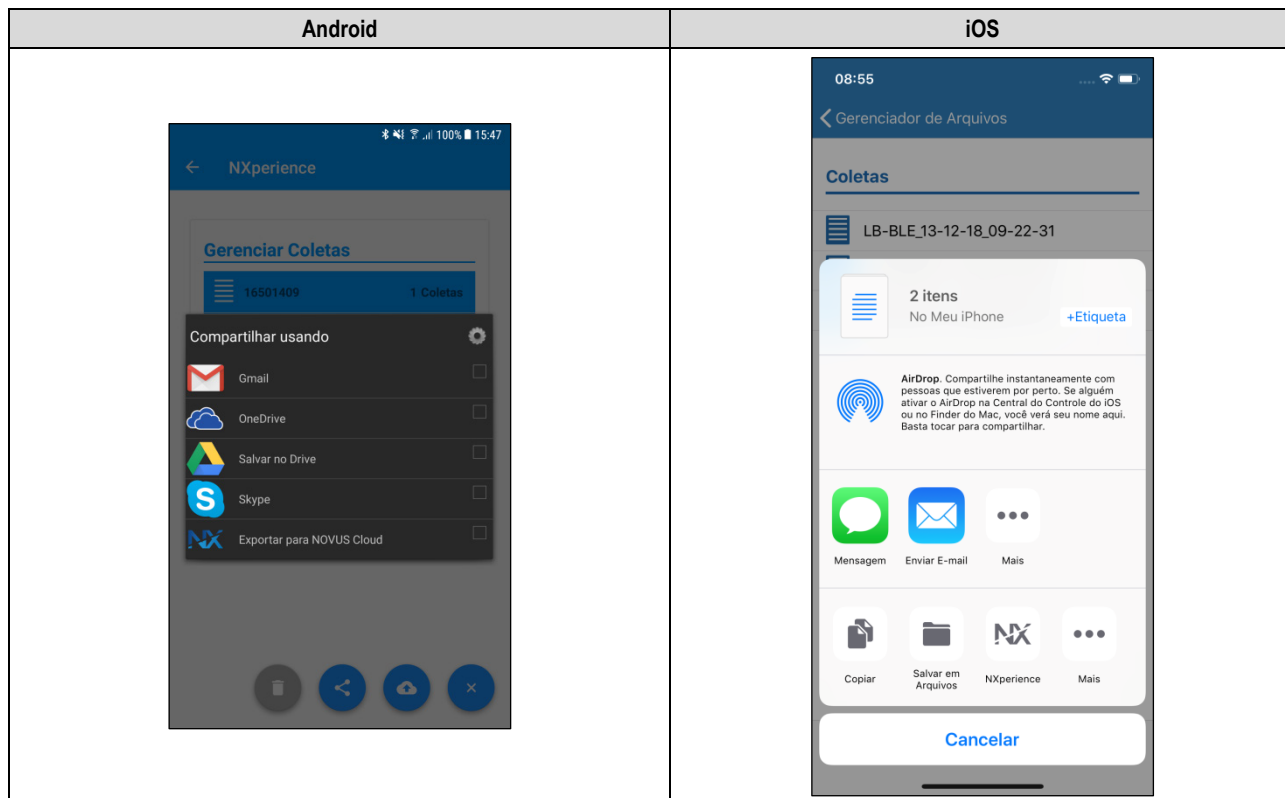 Android
iOS
100% 15:47
NXperience
Gerenciar Coletas
16501409 1 Coletas
Compartilhar usando
Gmail
OneDrive
Salvar no Drive
Skype
Exportar para NOVUS Cloud
08:55
Gerenciador de Arquivos
Coletas
LB-BLE_13-12-18_09-22-31
2 itens
No Meu iPhone
+Etiqueta
AirDrop. Compartilhe instantaneamente com
pessoas que estiverem por perto. Se alguém
ativar o AirDrop na Central do Controle do iOS
ou no Finder do Mac, você verá seu nome aqui.
Basta tocar para compartilhar.
Mensagem
Enviar E-mail
Mais
Copiar
Salvar em
Arquivos
NXperience
Mais
Cancelar